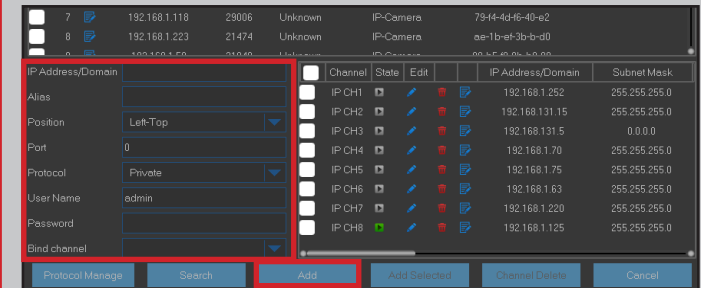 7 192.168.1.118 29006 Unknown IP-Camera 79-f4-4d-f6-40-e2
8 192.168.1.223 21474 Unknown IP-Camera ae-1b-ef-3b-b-d0
IP Address/Domain
Alias
Position Left-Top
Port 0
Protocol Private
User Name admin
Password
Bind channel
Channel State Edit IP Address/Domain Subnet Mask
IP CH1 192.168.1.252 255.255.255.0
IP CH2 192.168.131.15 255.255.255.0
IP CH3 192.168.131.5 0.0.0.0
IP CH4 192.168.1.70 255.255.255.0
IP CH5 192.168.1.75 255.255.255.0
IP CH6 192.168.1.63 255.255.255.0
IP CH7 192.168.1.220 255.255.255.0
IP CH8 192.168.1.125 255.255.255.0
Protocol Manage Search Add Add Selected Channel Delete Cancel